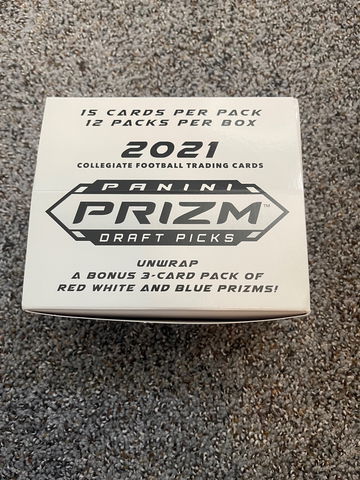 15 CARDS PER PACK
12 PACKS PER BOX
2021
COLLEGIATE FOOTBALL TRADING CARDS
PANINI
PRIZM™
DRAFT PICKS
UNWRAP
A BONUS 3-CARD PACK OF
RED WHITE AND BLUE PRIZMS!